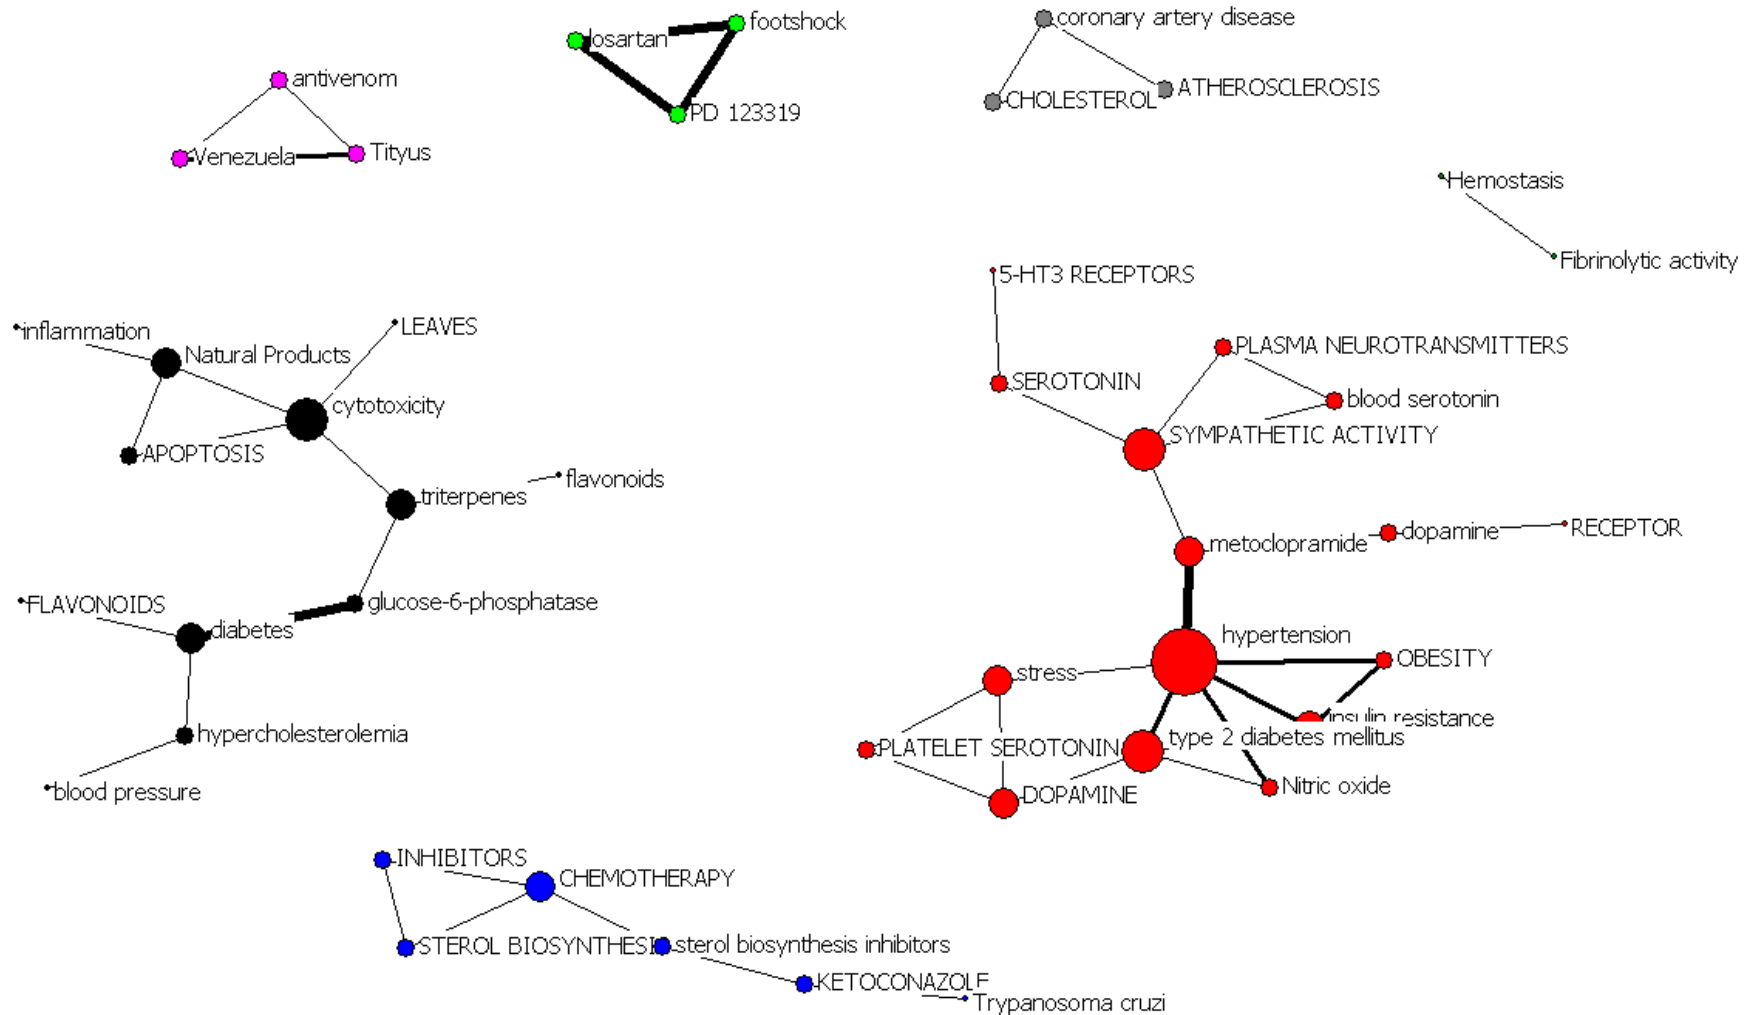 coronary artery disease
footshock
losartan
antivenom
ATHEROSCLEROSIS
CHOLESTEROL
PD 123319
Venezuela
Tityus
Hemostasis
Fibrinolytic activity
5-HT3 RECEPTORS
inflammation
LEAVES
Natural Products
PLASMA NEUROTRANSMITTERS
SEROTONIN
blood serotonin
cytotoxicity
SYMPATHETIC ACTIVITY
APOPTOSIS
flavonoids
triterpenes
metoclopramide
dopamine
RECEPTOR
FLAVONOIDS
glucose-6-phosphatase
diabetes
hypertension
OBESITY
stress
insulin resistance
hypercholesterolemia
type 2 diabetes mellitus
PLATELET SEROTONIN
Nitric oxide
blood pressure
DOPAMINE
INHIBITORS
CHEMOTHERAPY
STEROL BIOSYNTHESIS
sterol biosynthesis inhibitors
KETOCONAZOLE
Trypanosoma cruzi